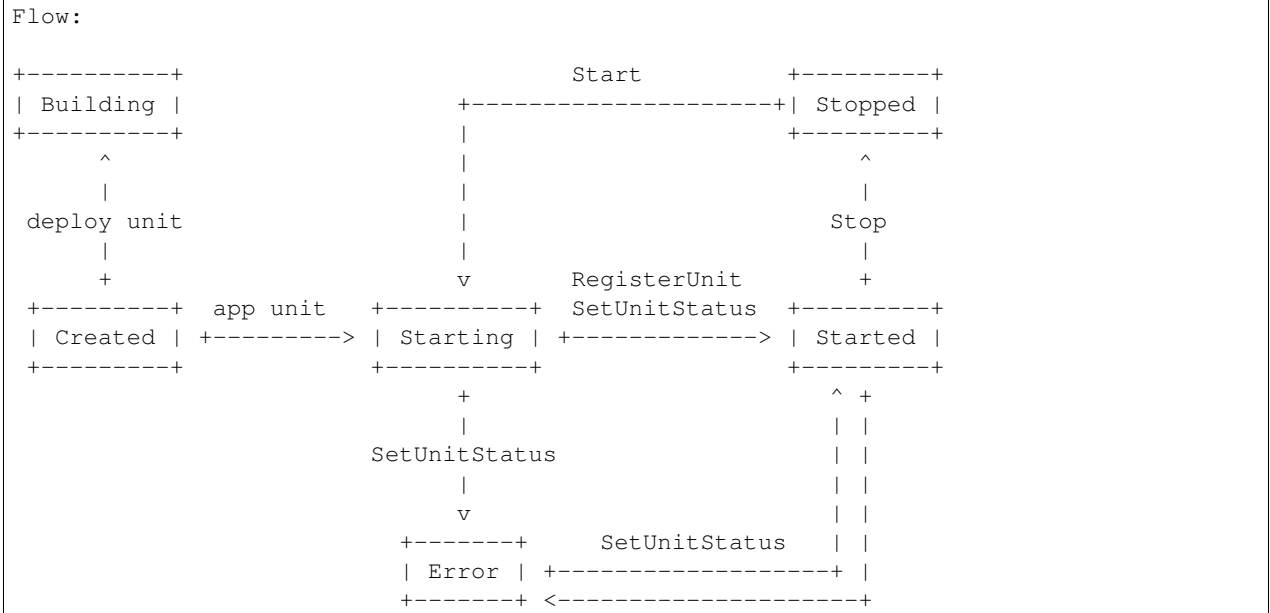 Flow:
+----------+                           Start          +---------+
| Building |                   +---------------------+| Stopped |
+----------+                   |                      +---------+
      ^                        |                           ^
      |                        |                           |
 deploy unit                   |                         Stop
      |                        |                           |
      +                        v       RegisterUnit        +
 +---------+  app unit   +----------+  SetUnitStatus  +---------+
 | Created | +---------> | Starting | +-------------> | Started |
 +---------+             +----------+                 +---------+
                               +                         ^ +
                               |                         | |
                         SetUnitStatus                   | |
                               |                         | |
                               v                         | |
                           +-------+     SetUnitStatus   | |
                           | Error | +-------------------+ |
                           +-------+ <---------------------+